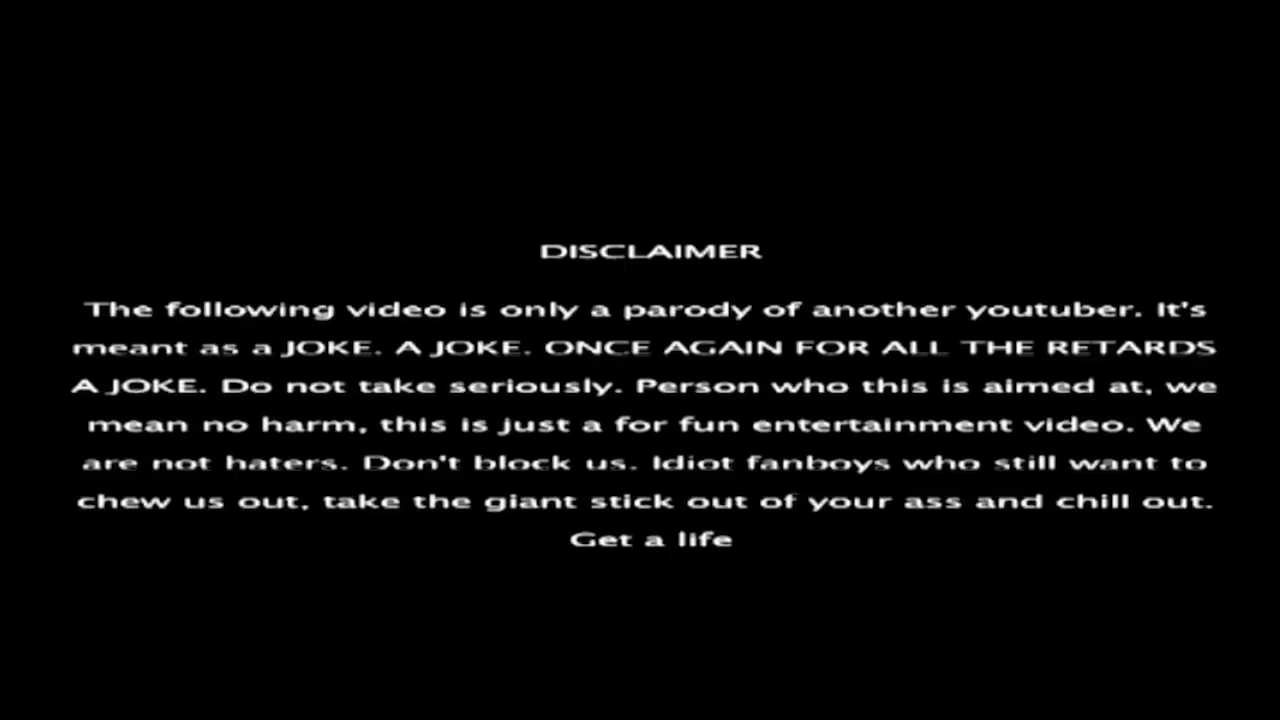 DISCLAIMER
The following video is only a parody of another youtuber. It's
meant as a JOKE. A JOKE. ONCE AGAIN FOR ALL THE RETARDS
A JOKE. Do not take seriously. Person who this is aimed at, we
mean no harm, this is just a for fun entertainment video. We
are not haters. Don't block us. Idiot fanboys who still want to
chew us out, take the giant stick out of your ass and chill out.
Get a life